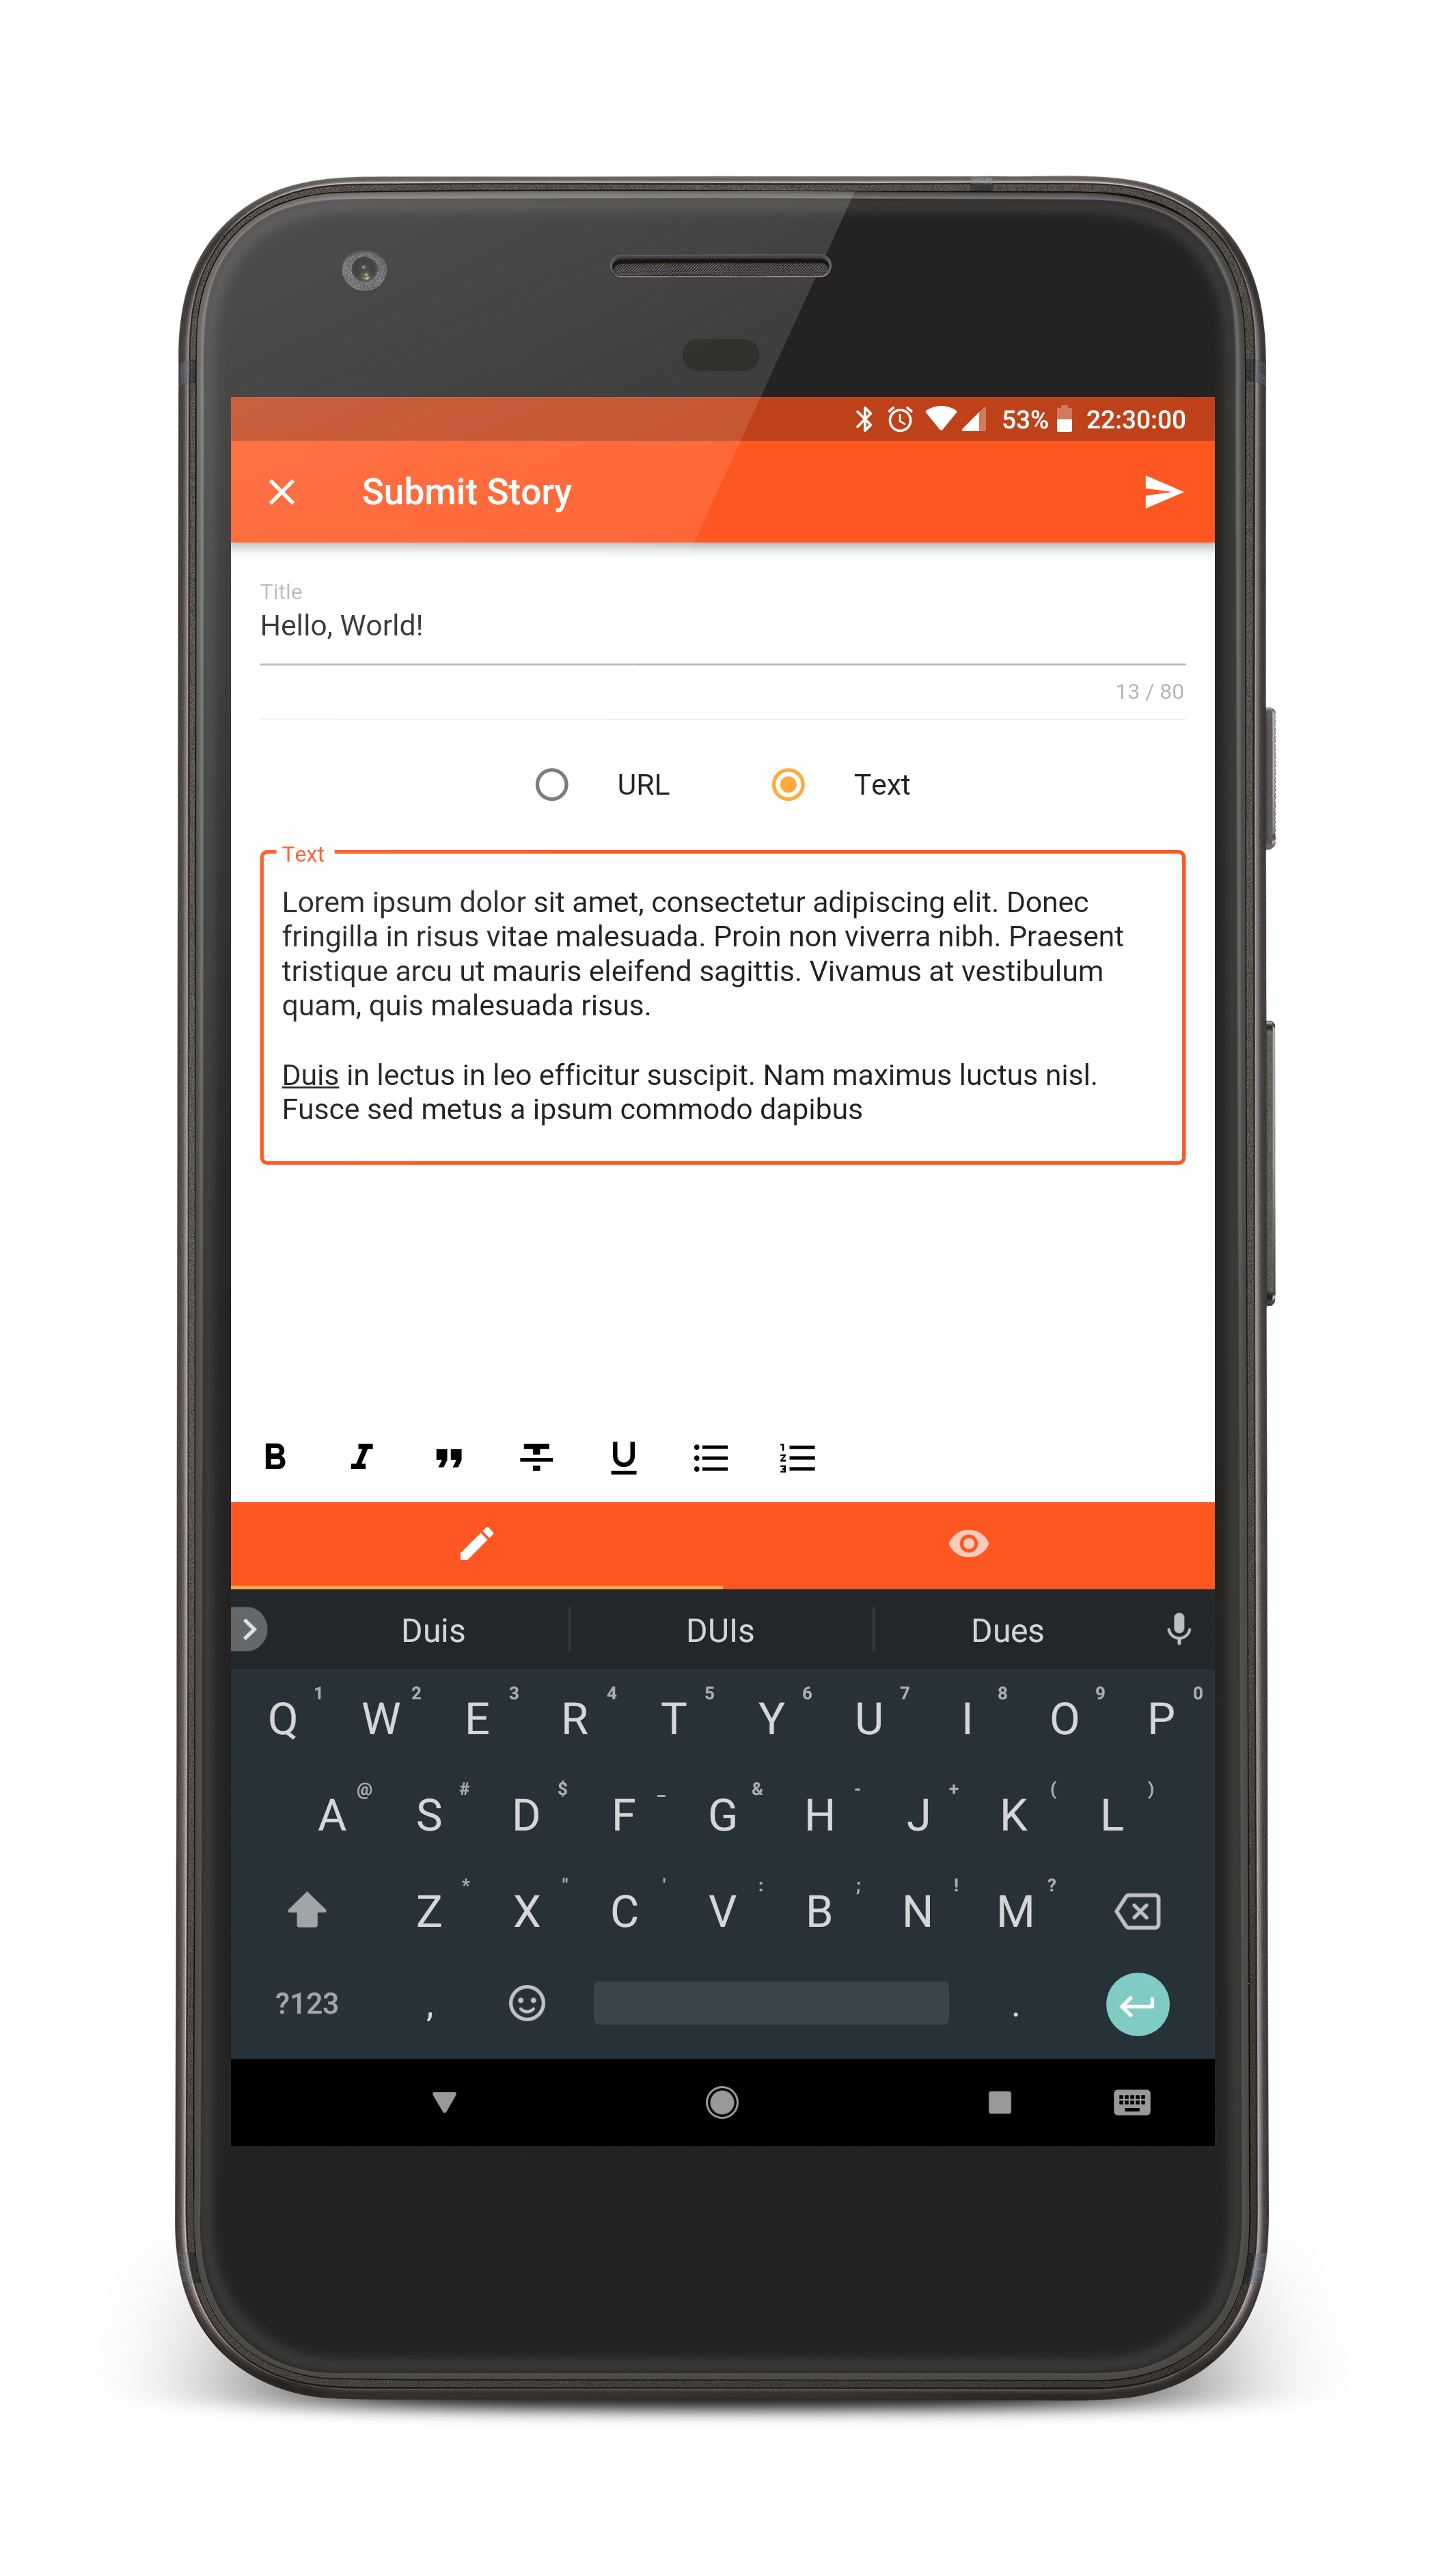 53% 22:30:00
Submit Story
Title
Hello, World!
13 / 80
URL Text
Text
Lorem ipsum dolor sit amet, consectetur adipiscing elit. Donec
fringilla in risus vitae malesuada. Proin non viverra nibh. Praesent
tristique arcu ut mauris eleifend sagittis. Vivamus at vestibulum
quam, quis malesuada risus.
Duis in lectus in leo efficitur suscipit. Nam maximus luctus nisl.
Fusce sed metus a ipsum commodo dapibus
B I " S U
Duis DUIs Dues
Q 1 W 2 E 3 R 4 T 5 Y 6 U 7 I 8 O 9 P 0
A @ S # D $ F _ G & H - J + K ( L )
Z * X " C ' V : B ; N ! M ?
?123 , .